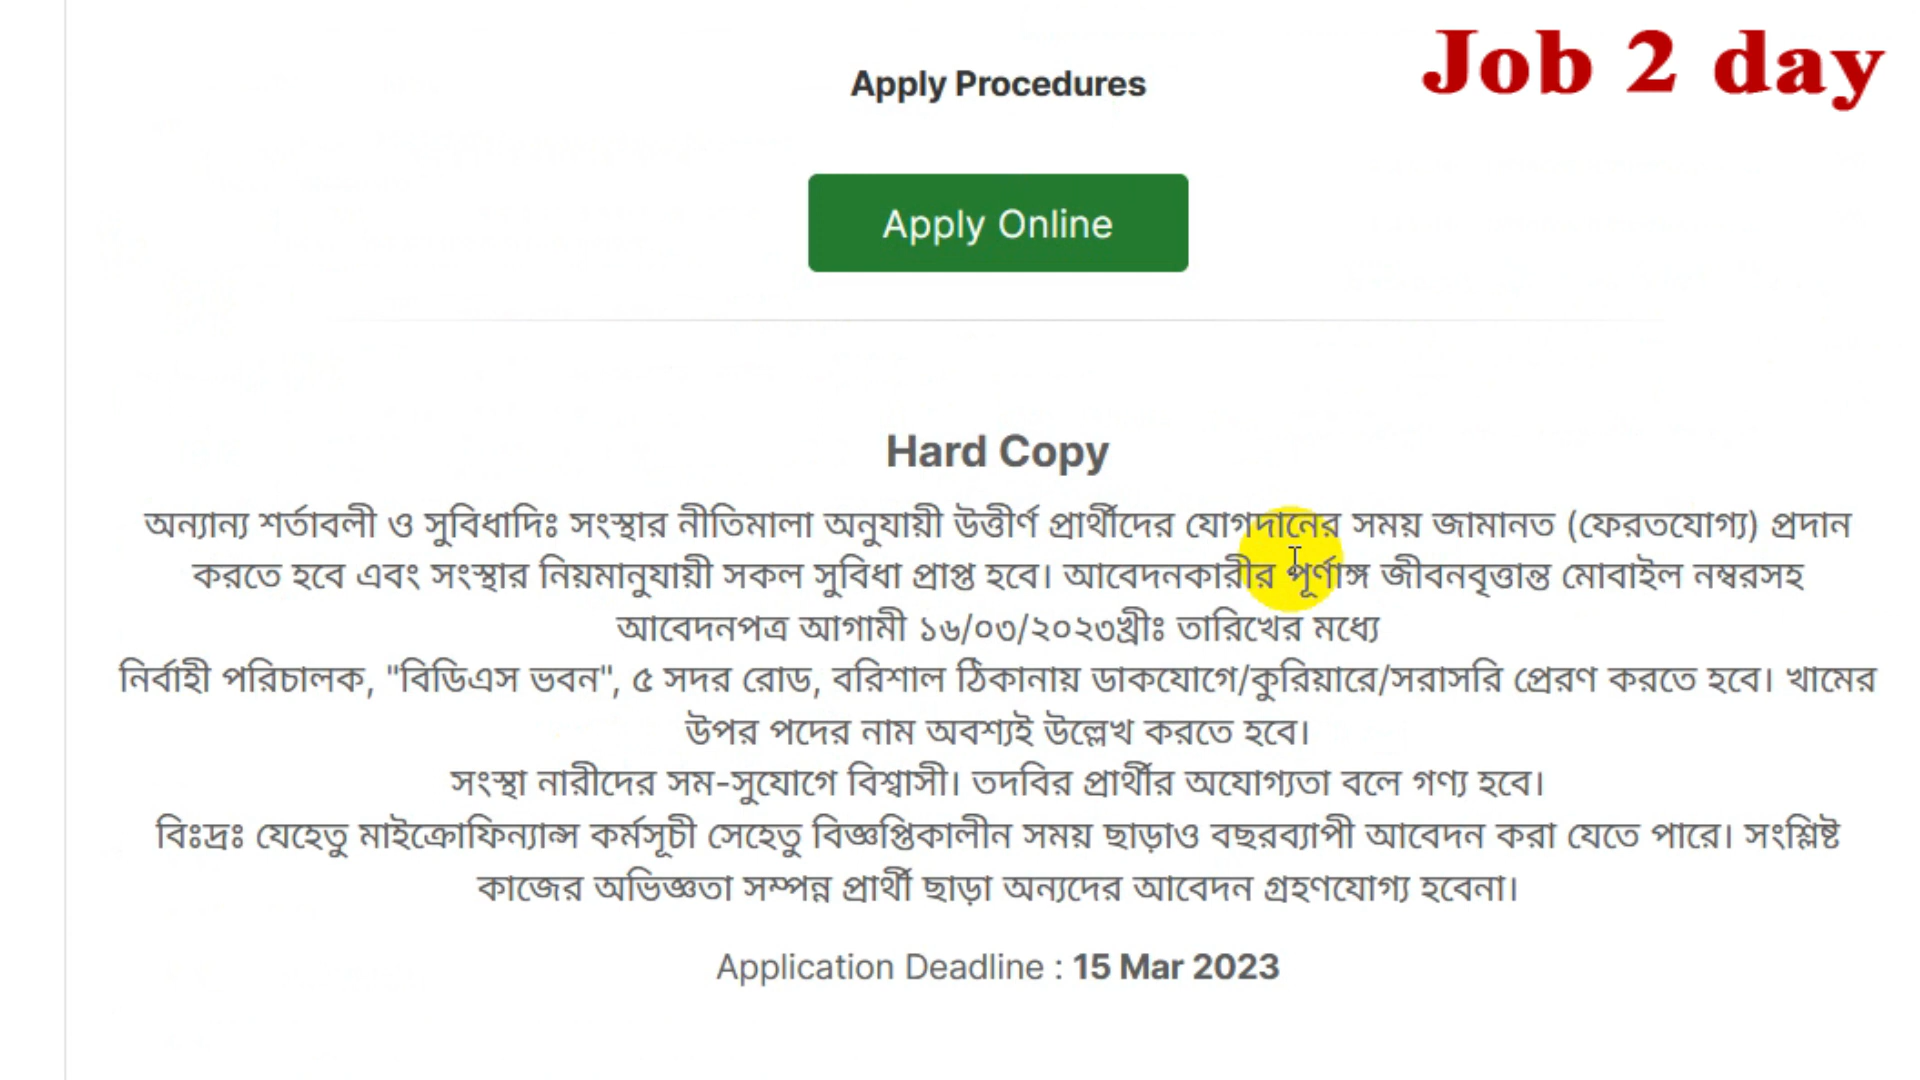 Job 2 day
Apply Procedures
Apply Online
Hard Copy
অন্যান্য শর্তাবলী ও সুবিধাদিঃ সংস্থার নীতিমালা অনুযায়ী উত্তীর্ণ প্রার্থীদের যোগদানের সময় জামানত (ফেরতযোগ্য) প্রদান
করতে হবে এবং সংস্থার নিয়মানুযায়ী সকল সুবিধা প্রাপ্ত হবে। আবেদনকারীর পূর্ণাঙ্গ জীবনবৃত্তান্ত মোবাইল নম্বরসহ
আবেদনপত্র আগামী ১৬/০৩/২০২৩খ্রীঃ তারিখের মধ্যে
নির্বাহী পরিচালক, "বিডিএস ভবন", ৫ সদর রোড, বরিশাল ঠিকানায় ডাকযোগে/কুরিয়ারে/সরাসরি প্রেরণ করতে হবে। খামের
উপর পদের নাম অবশ্যই উল্লেখ করতে হবে।
সংস্থা নারীদের সম-সুযোগে বিশ্বাসী। তদবির প্রার্থীর অযোগ্যতা বলে গণ্য হবে।
বিঃদ্রঃ যেহেতু মাইক্রোফিন্যান্স কর্মসূচী সেহেতু বিজ্ঞপ্তিকালীন সময় ছাড়াও বছরব্যাপী আবেদন করা যেতে পারে। সংশ্লিষ্ট
কাজের অভিজ্ঞতা সম্পন্ন প্রার্থী ছাড়া অন্যদের আবেদন গ্রহণযোগ্য হবেনা।
Application Deadline : 15 Mar 2023